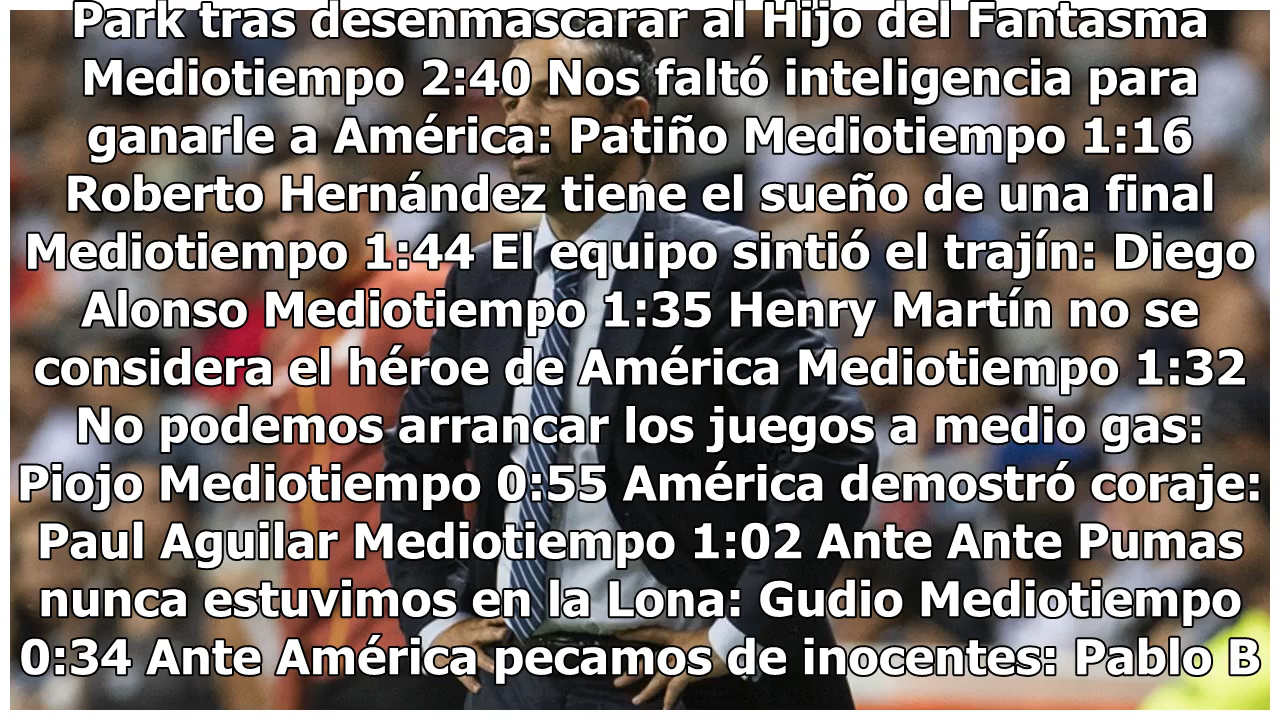 Park tras desenmascarar al Hijo del Fantasma
Mediotiempo 2:40 Nos faltó inteligencia para
ganarle a América: Patiño Mediotiempo 1:16
Roberto Hernández tiene el sueño de una final
Mediotiempo 1:44 El equipo sintió el trajín: Diego
Alonso Mediotiempo 1:35 Henry Martín no se
considera el héroe de América Mediotiempo 1:32
No podemos arrancar los juegos a medio gas:
Piojo Mediotiempo 0:55 América demostró coraje:
Paul Aguilar Mediotiempo 1:02 Ante Ante Pumas
nunca estuvimos en la Lona: Gudio Mediotiempo
0:34 Ante América pecamos de inocentes: Pablo B